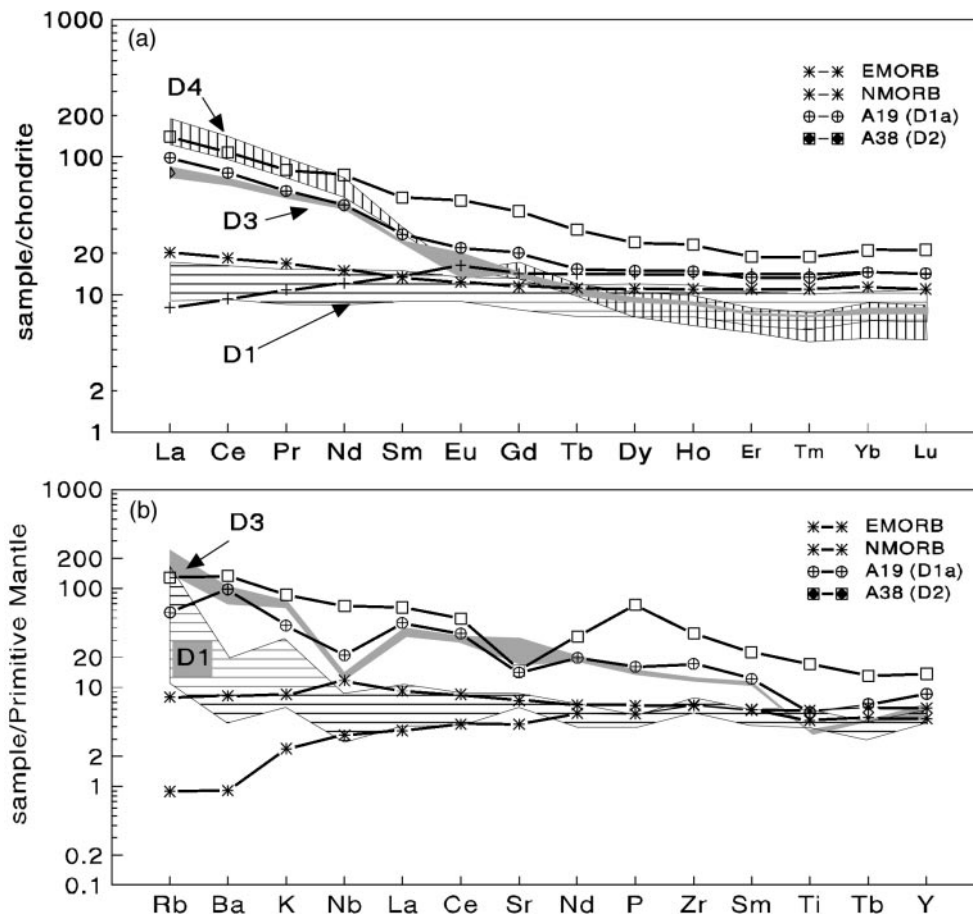 sample/chondrite
1000
200
100
20
10
2
1
(a)
D4
D3
D1
EMORB
NMORB
A19 (D1a)
A38 (D2)
La Ce Pr Nd Sm Eu Gd Tb Dy Ho Er Tm Yb Lu
sample/Primitive Mantle
1000
200
100
20
10
2
1
0.2
0.1
(b)
D3
D1
EMORB
NMORB
A19 (D1a)
A38 (D2)
Rb Ba K Nb La Ce Sr Nd P Zr Sm Ti Tb Y